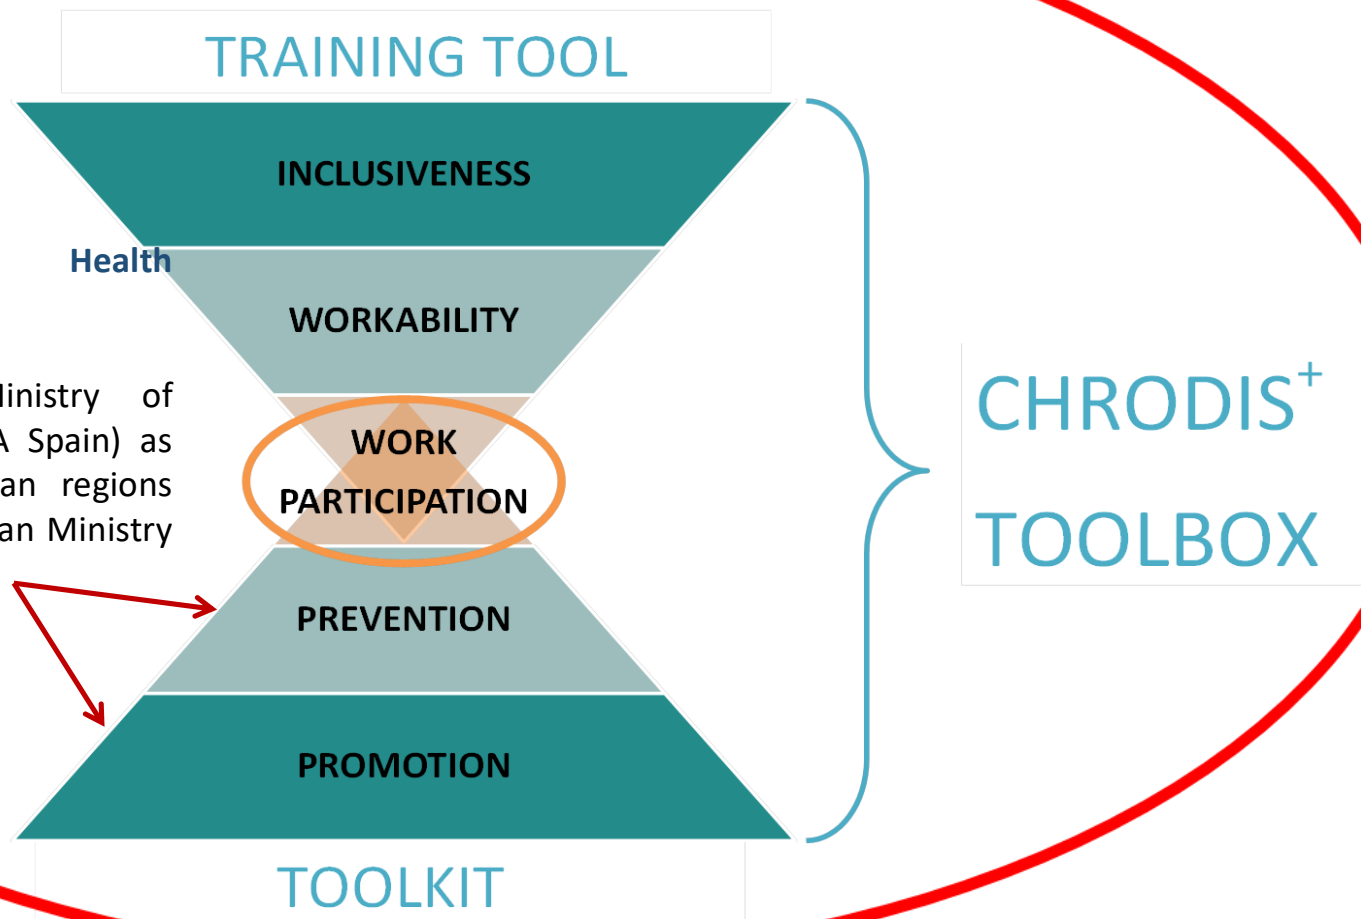 TRAINING TOOL
INCLUSIVENESS
Health
WORKABILITY
of
Spain) as
regions
Ministry
WORK
PARTICIPATION
PREVENTION
PROMOTION
TOOLKIT
CHRODIS+
TOOLBOX